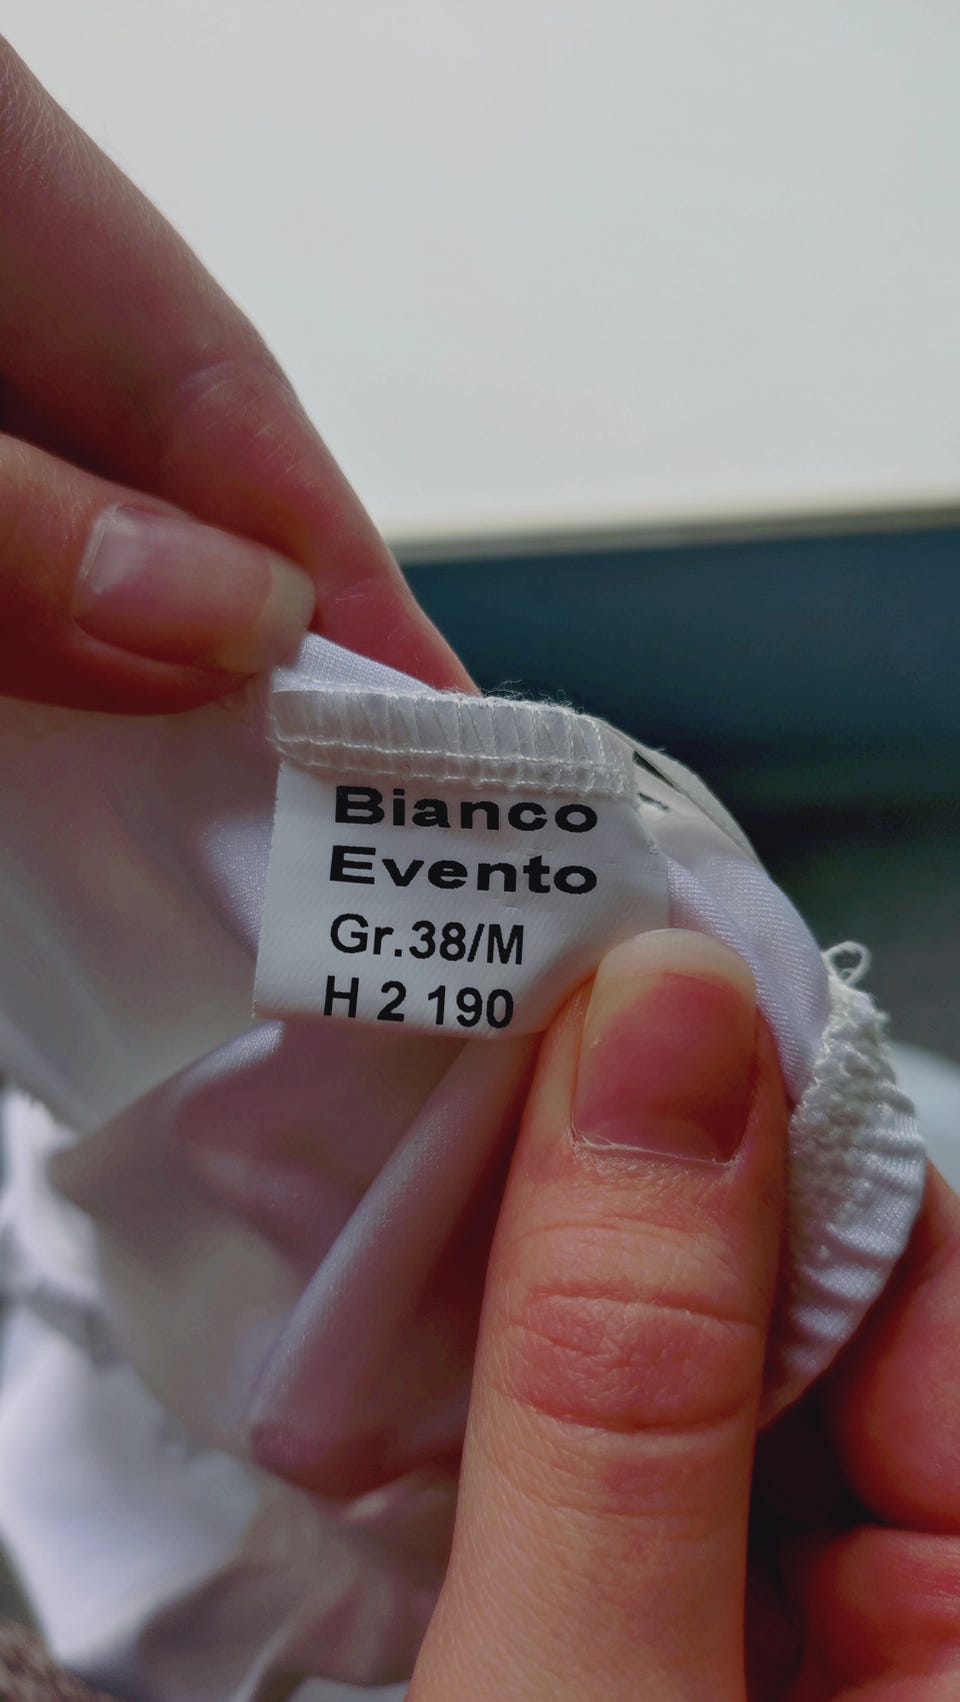 Bianco
Evento
Gr.38/M
H 2 190